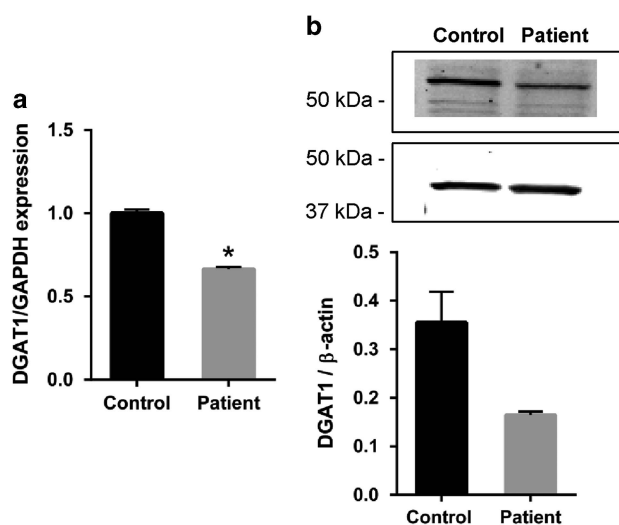 a
DGAT1/GAPDH expression
1.5
1.0
0.5
0.0
*
Control Patient
b
Control Patient
50 kDa -
50 kDa -
37 kDa -
DGAT1 / β-actin
0.5
0.4
0.3
0.2
0.1
0.0
Control Patient